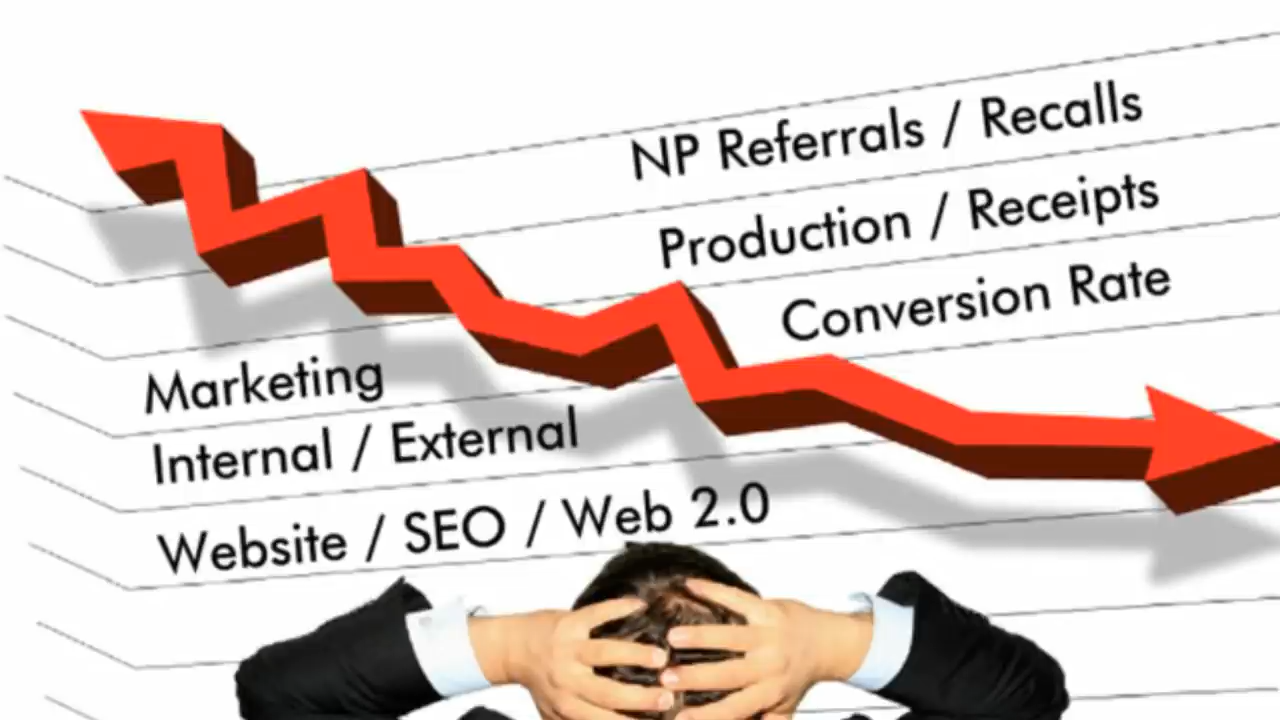 NP Referrals / Recalls
Production / Receipts
Conversion Rate
Marketing
Internal / External
Website / SEO / Web 2.0